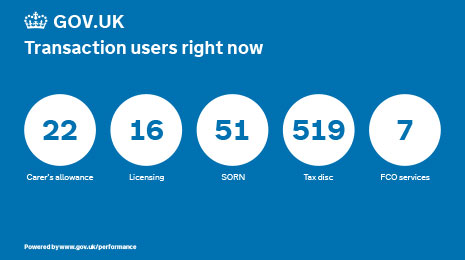 GOV.UK
Transaction users right now
22 16 51 519 7
Carer's allowance Licensing SORN Tax disc FCO services
Powered by www.gov.uk/performance